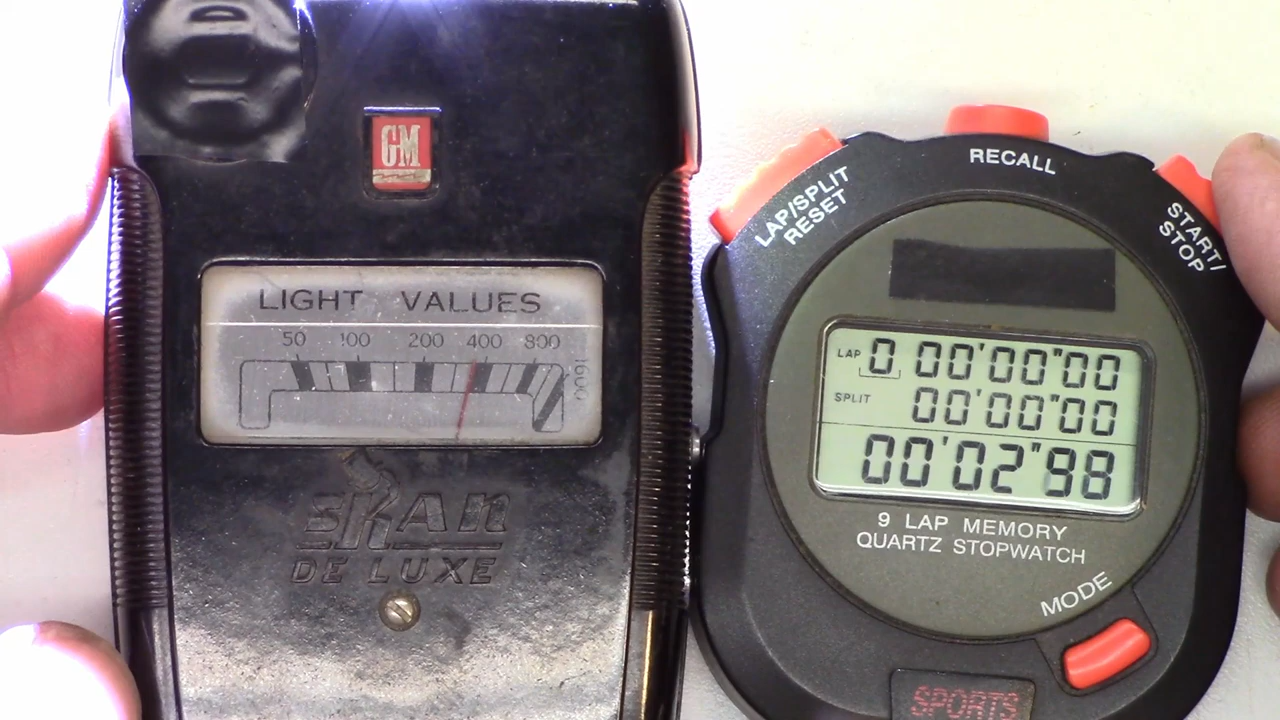 GM
LIGHT VALUES
50 100 200 400 800 1600
SKAN
DE LUXE
LAP/SPLIT
RESET
RECALL
START/
STOP
LAP 0 00'00"00
SPLIT 00'00"00
00'02"98
9 LAP MEMORY
QUARTZ STOPWATCH
MODE
SPORTS